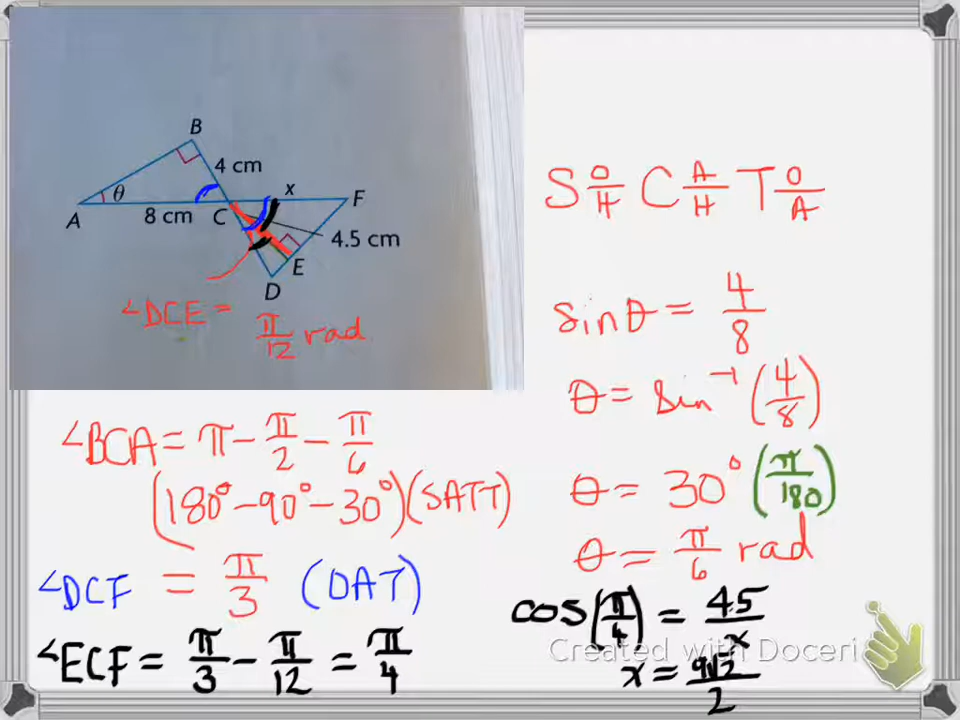 B
4 cm
θ
x
F
A
8 cm
C
4.5 cm
E
D
∠DCE = π/12 rad.
S O/H C A/H T O/A
sinθ = 4/8
θ = sin⁻¹(4/8)
θ = 30° (π/180)
θ = π/6 rad
∠BCA = π − π/2 − π/6
(180° − 90° − 30°)(SATT)
∠DCF = π/3 (OAT)
∠ECF = π/3 − π/12 = π/4
cos(π/4) = 4.5/x
x = 9√2/2
Created with Doceri